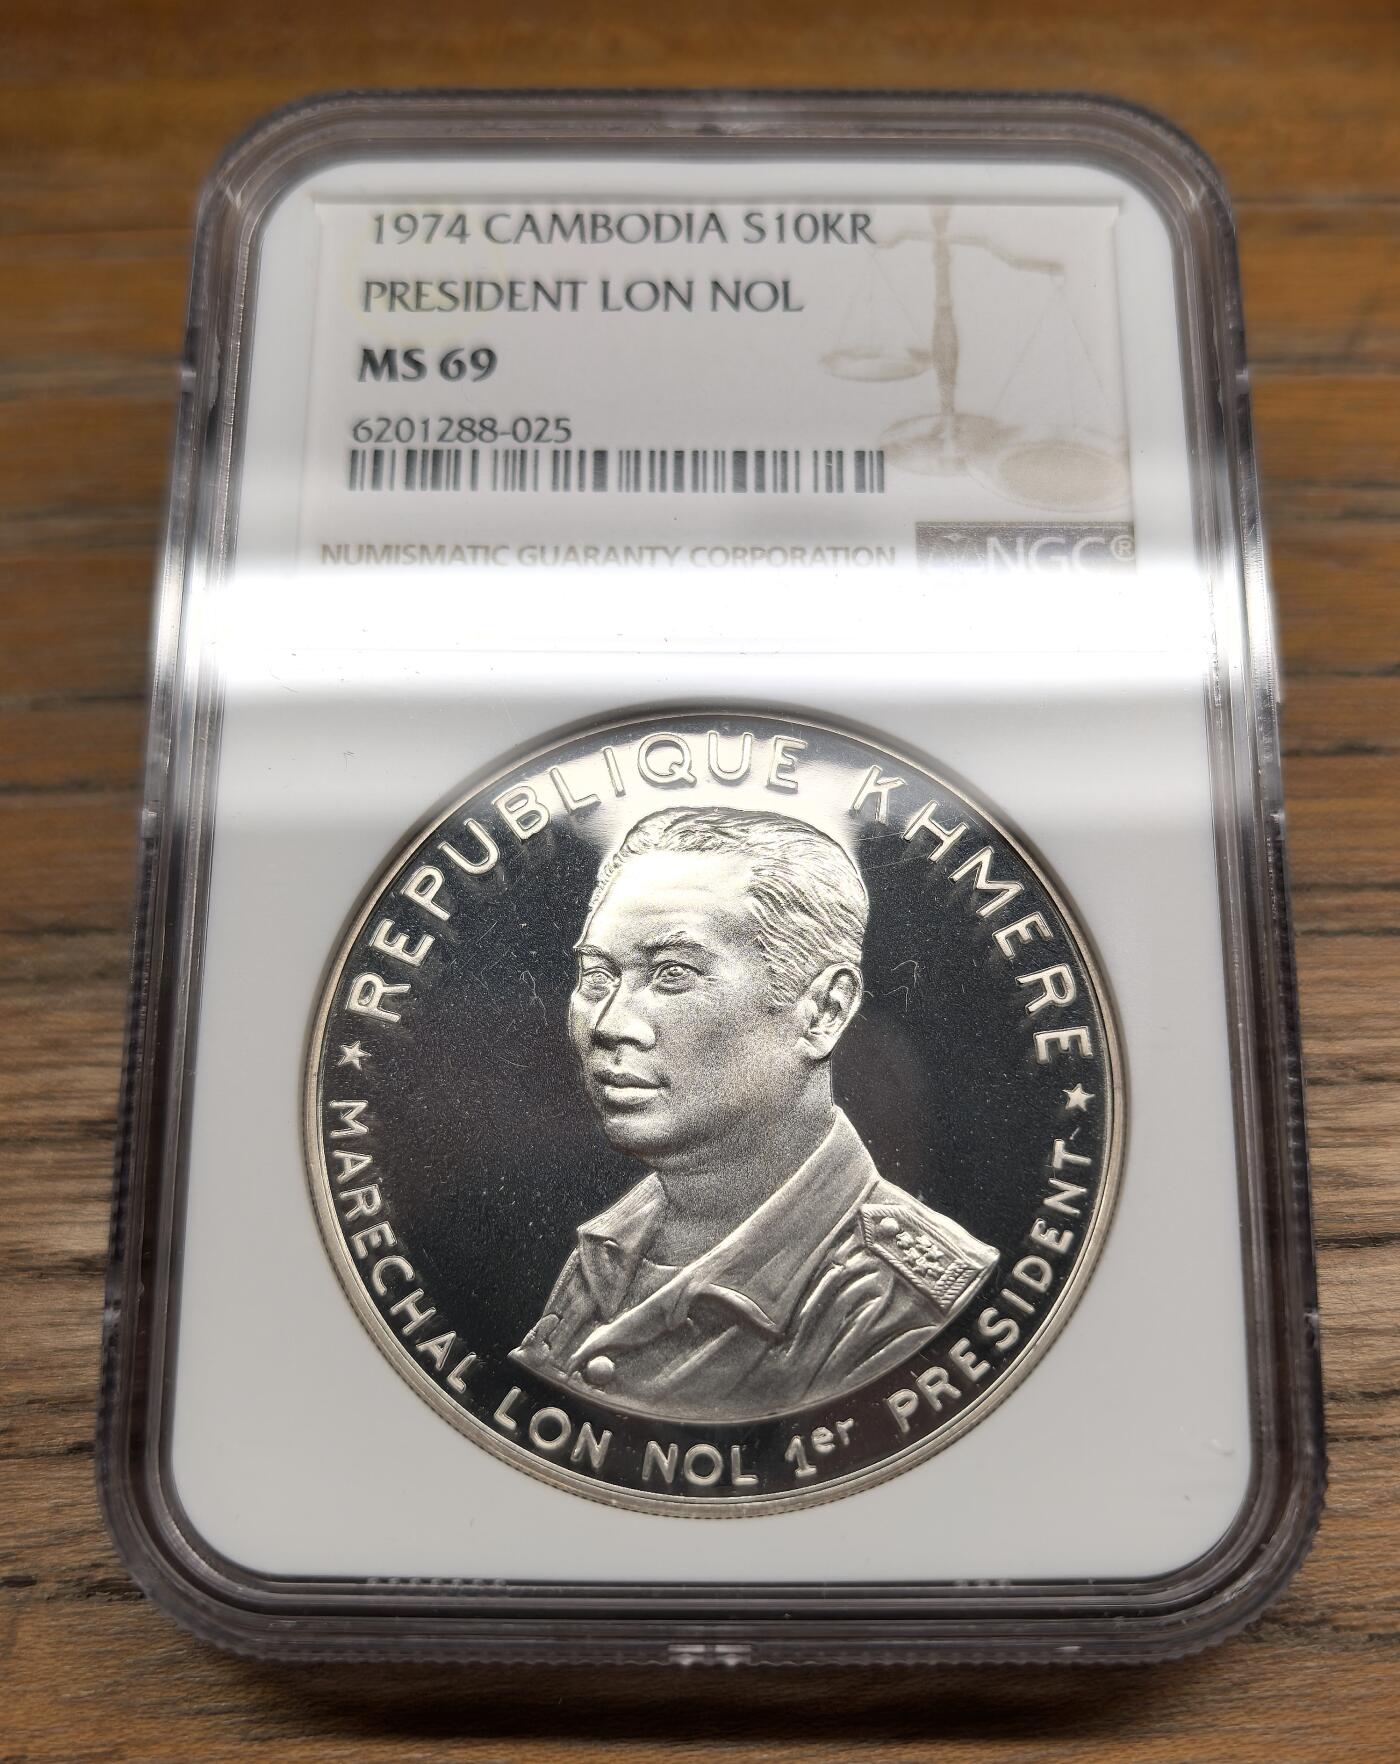 1974 CAMBODIA S10KR
PRESIDENT LON NOL
MS 69
6201288-025
NUMISMATIC GUARANTY CORPORATION
NGC®
REPUBLIQUE KHMERE
MARECHAL LON NOL 1er PRESIDENT